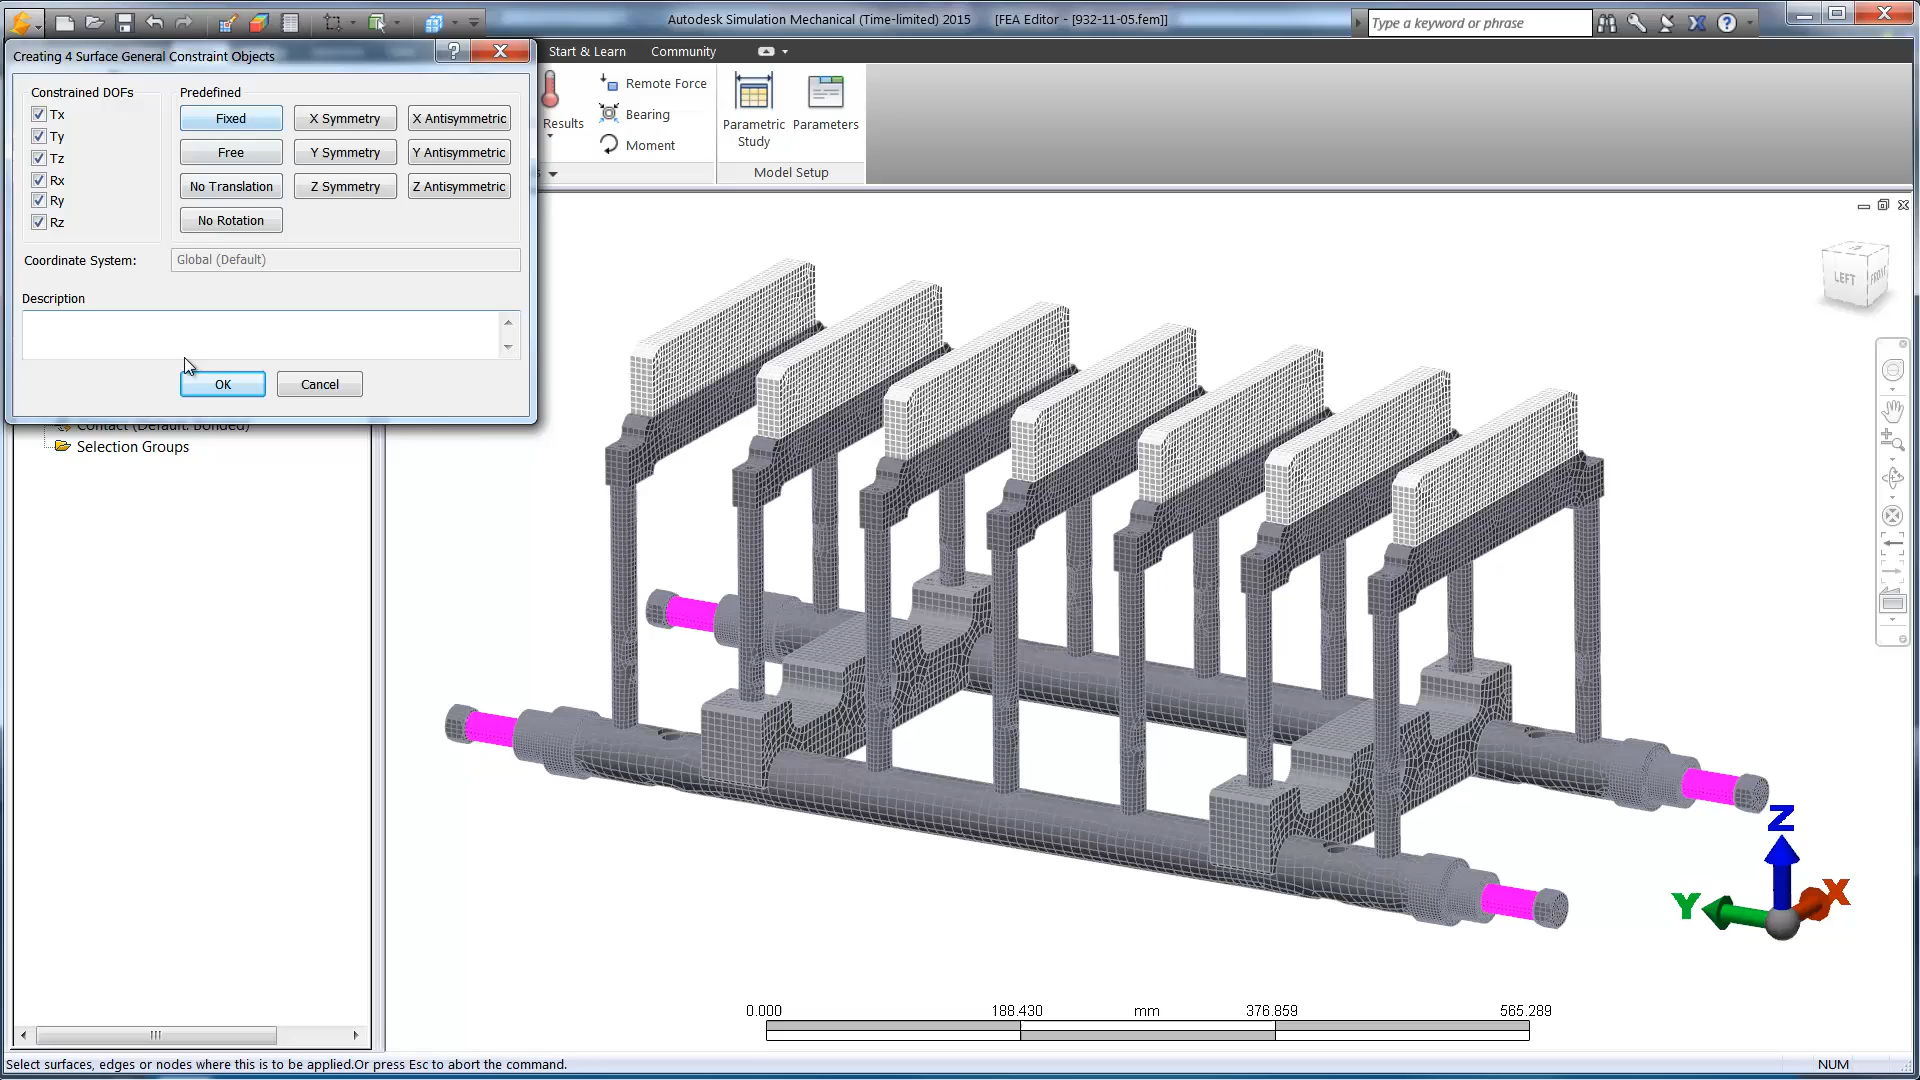 Autodesk Simulation Mechanical (Time-limited) 2015 [FEA Editor - [932-11-05.fem]]
Type a keyword or phrase
Creating 4 Surface General Constraint Objects
Start & Learn Community
Constrained DOFs
Tx
Ty
Tz
Rx
Ry
Rz
Predefined
Fixed X Symmetry X Antisymmetric
Free Y Symmetry Y Antisymmetric
No Translation Z Symmetry Z Antisymmetric
No Rotation
Coordinate System: Global (Default)
Description
OK Cancel
Results
Remote Force
Bearing
Moment
Parametric Study
Parameters
Model Setup
Contact (Default: Bonded)
Selection Groups
LEFT
FRONT
Z
Y
X
0.000 188.430 mm 376.859 565.289
Select surfaces, edges or nodes where this is to be applied.Or press Esc to abort the command.
NUM